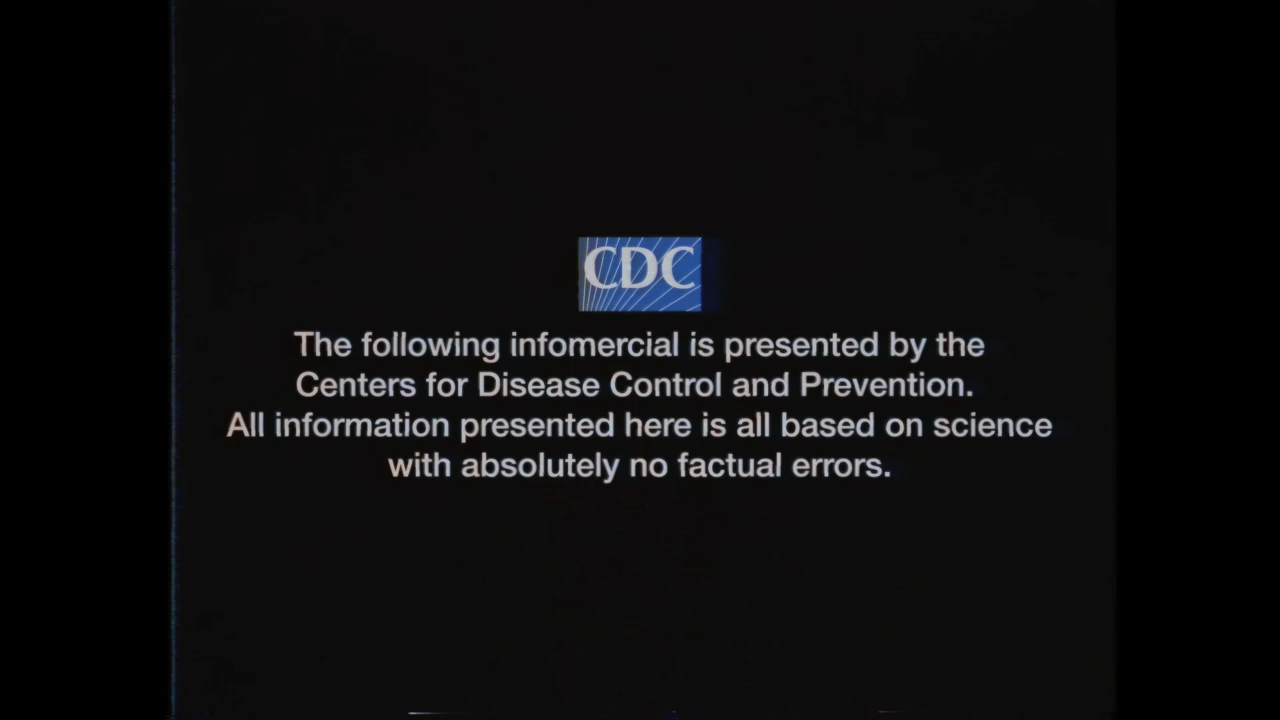 CDC
The following infomercial is presented by the
Centers for Disease Control and Prevention.
All information presented here is all based on science
with absolutely no factual errors.